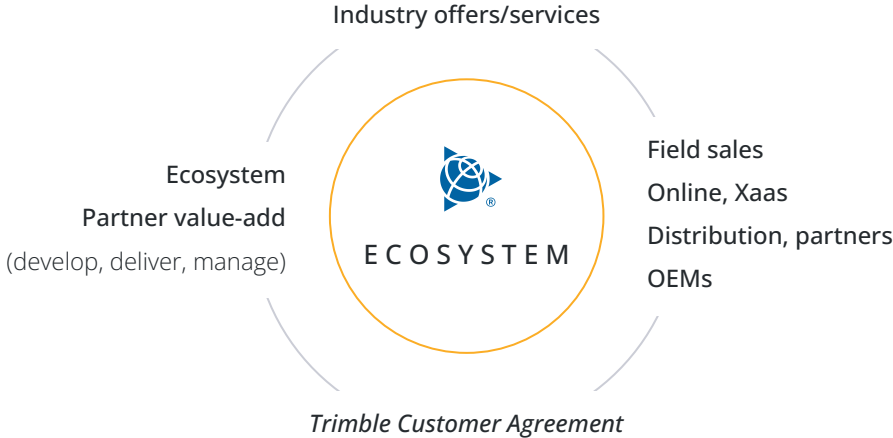 Industry offers/services
Ecosystem
Partner value-add
(develop, deliver, manage)
®
ECOSYSTEM
Field sales
Online, Xaas
Distribution, partners
OEMs
Trimble Customer Agreement